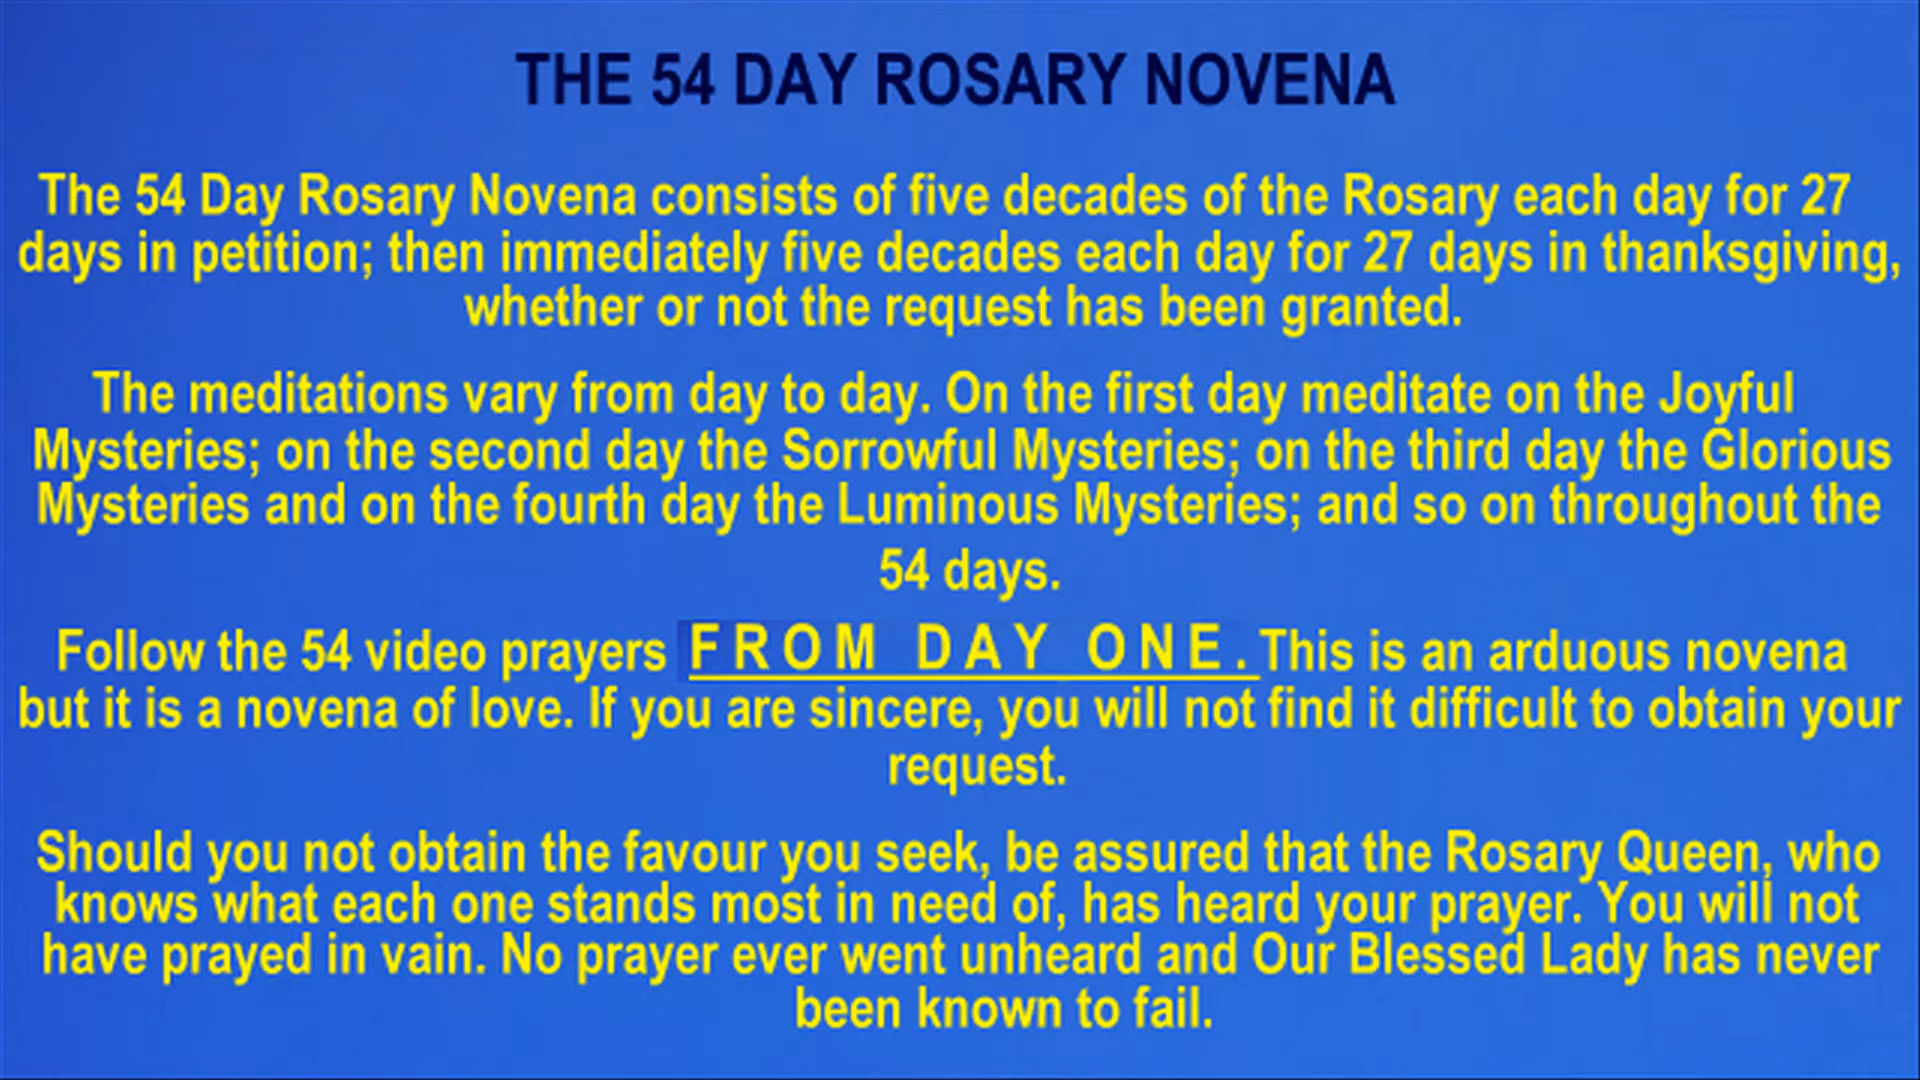 THE 54 DAY ROSARY NOVENA
The 54 Day Rosary Novena consists of five decades of the Rosary each day for 27
days in petition; then immediately five decades each day for 27 days in thanksgiving,
whether or not the request has been granted.
The meditations vary from day to day. On the first day meditate on the Joyful
Mysteries; on the second day the Sorrowful Mysteries; on the third day the Glorious
Mysteries and on the fourth day the Luminous Mysteries; and so on throughout the
54 days.
Follow the 54 video prayers FROM DAY ONE. This is an arduous novena
but it is a novena of love. If you are sincere, you will not find it difficult to obtain your
request.
Should you not obtain the favour you seek, be assured that the Rosary Queen, who
knows what each one stands most in need of, has heard your prayer. You will not
have prayed in vain. No prayer ever went unheard and Our Blessed Lady has never
been known to fail.